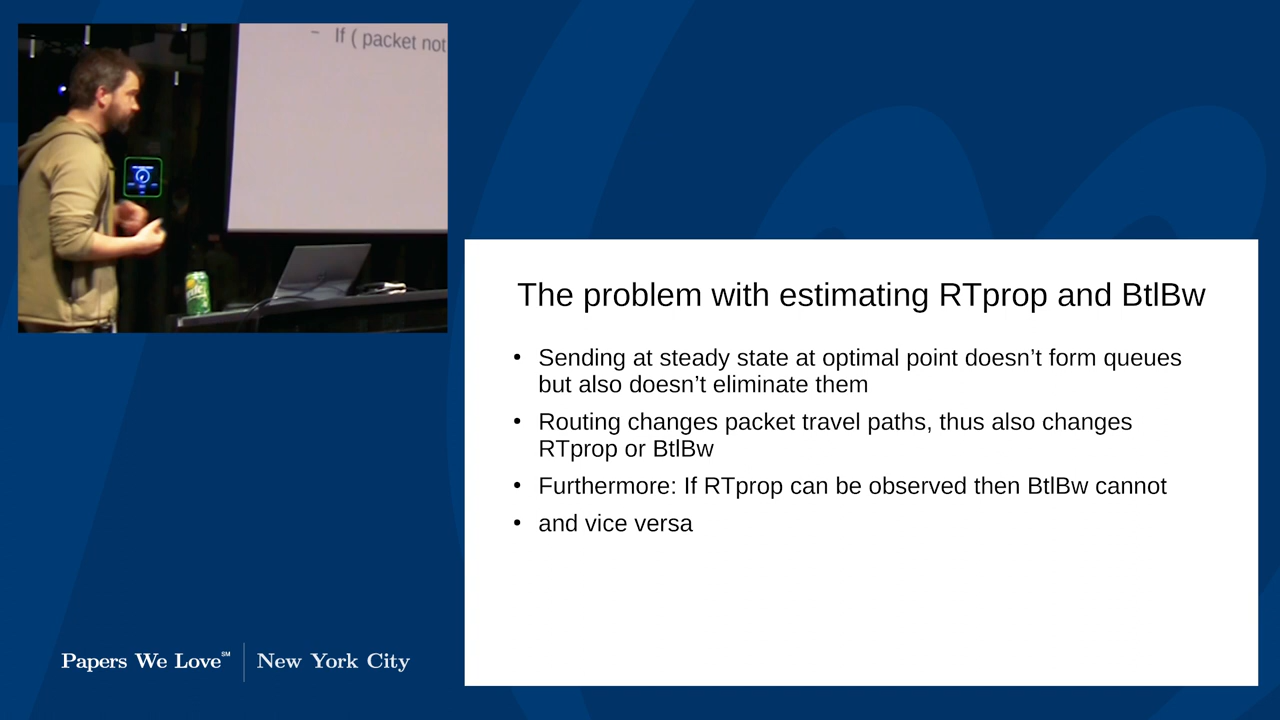 – If ( packet not
The problem with estimating RTprop and BtlBw
• Sending at steady state at optimal point doesn’t form queues
but also doesn’t eliminate them
• Routing changes packet travel paths, thus also changes
RTprop or BtlBw
• Furthermore: If RTprop can be observed then BtlBw cannot
• and vice versa
Papers We Love℠ | New York City